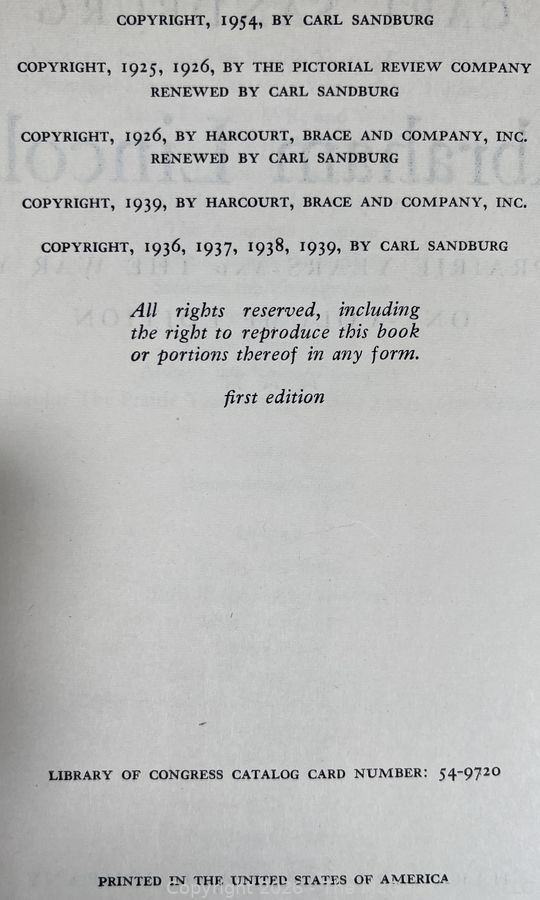 COPYRIGHT, 1954, BY CARL SANDBURG
COPYRIGHT, 1925, 1926, BY THE PICTORIAL REVIEW COMPANY
RENEWED BY CARL SANDBURG
COPYRIGHT, 1926, BY HARCOURT, BRACE AND COMPANY, INC.
RENEWED BY CARL SANDBURG
COPYRIGHT, 1939, BY HARCOURT, BRACE AND COMPANY, INC.
COPYRIGHT, 1936, 1937, 1938, 1939, BY CARL SANDBURG
All rights reserved, including
the right to reproduce this book
or portions thereof in any form.
first edition
LIBRARY OF CONGRESS CATALOG CARD NUMBER: 54-9720
PRINTED IN THE UNITED STATES OF AMERICA
Copyright